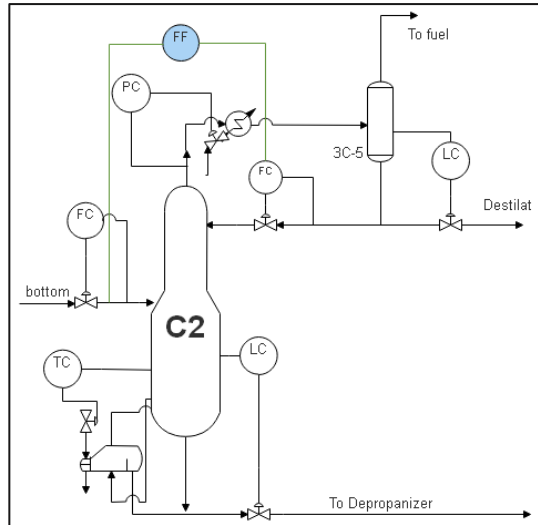 To fuel
FF
PC
3C-5
LC
FC
Destilat
FC
bottom
C2
TC
LC
To Depropanizer